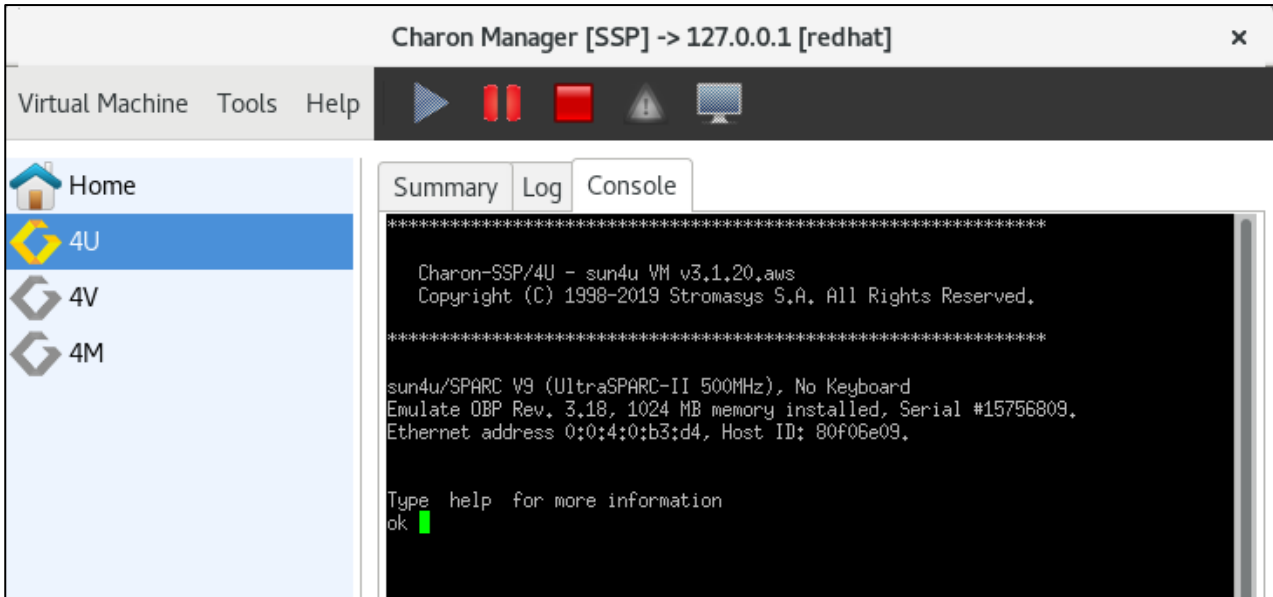 Charon Manager [SSP] -> 127.0.0.1 [redhat] ×
Virtual Machine Tools Help
Home
4U
4V
4M
Summary Log Console
***************************************************************
Charon-SSP/4U - sun4u VM v3.1.20.aws
Copyright (C) 1998-2019 Stromasys S.A. All Rights Reserved.
***************************************************************
sun4u/SPARC V9 (UltraSPARC-II 500MHz), No Keyboard
Emulate OBP Rev. 3.18, 1024 MB memory installed, Serial #15756809.
Ethernet address 0:0:4:0:b3:d4, Host ID: 80f06e09.
Type help for more information
ok